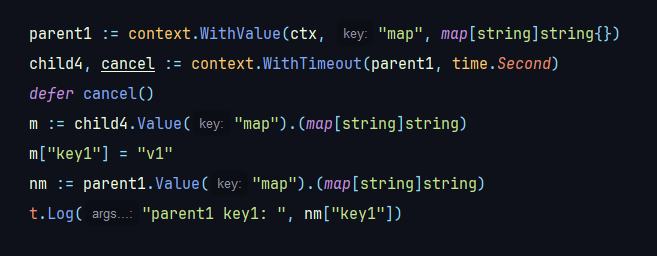 parent1 := context.WithValue(ctx, key: "map", map[string]string{})
child4, cancel := context.WithTimeout(parent1, time.Second)
defer cancel()
m := child4.Value( key: "map").(map[string]string)
m["key1"] = "v1"
nm := parent1.Value( key: "map").(map[string]string)
t.Log( args…: "parent1 key1: ", nm["key1"])